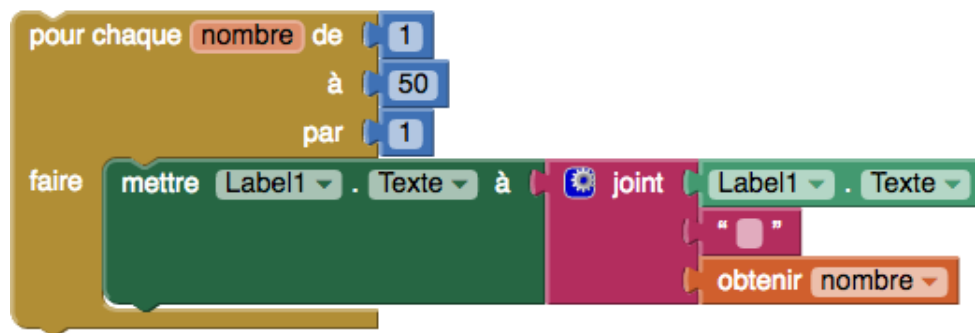 pour chaque nombre de 1
à 50
par 1
faire mettre Label1 . Texte à joint Label1 . Texte
“ ”
obtenir nombre